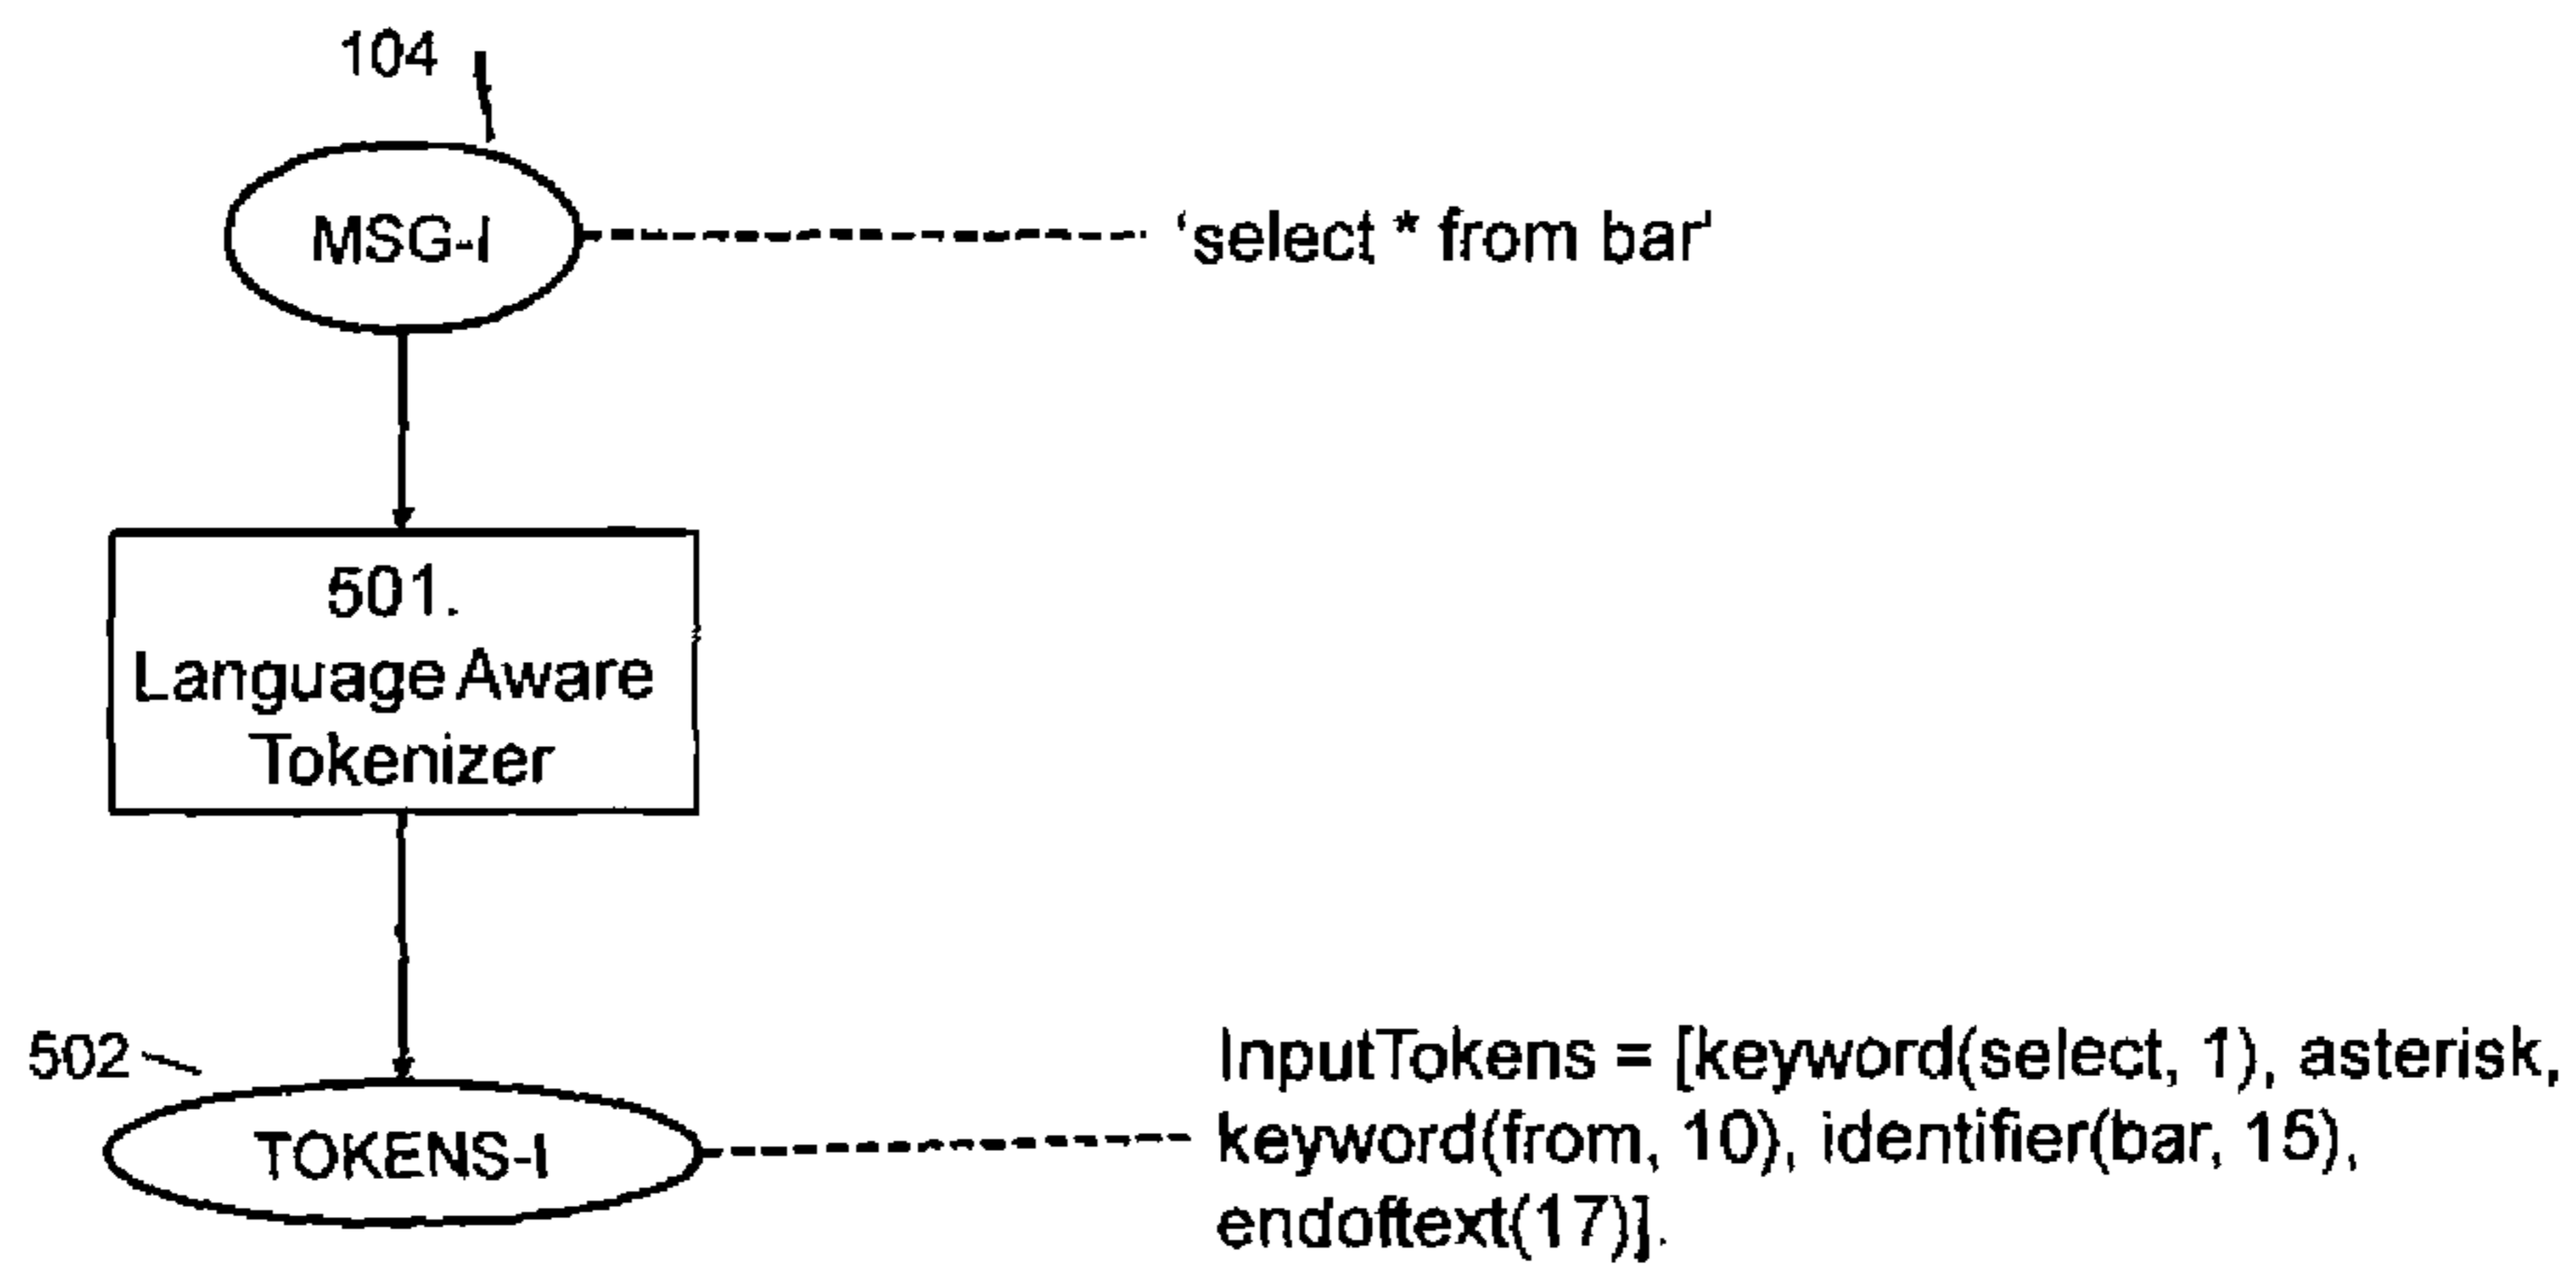 104
MSG-I
‘select * from bar'
501.
Language Aware
Tokenizer
502
TOKENS-I
InputTokens = [keyword(select, 1), asterisk,
keyword(from, 10), identifier(bar, 15),
endoftext(17)].